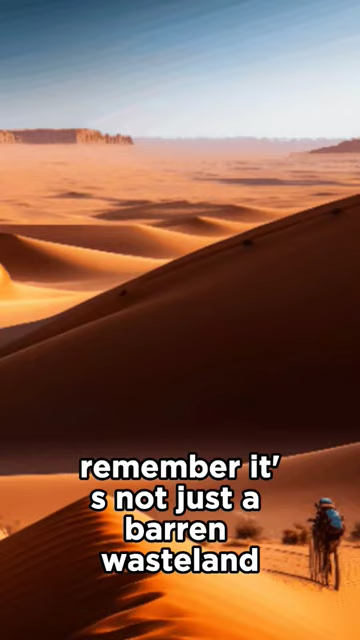 remember it'
s not just a
barren
wasteland